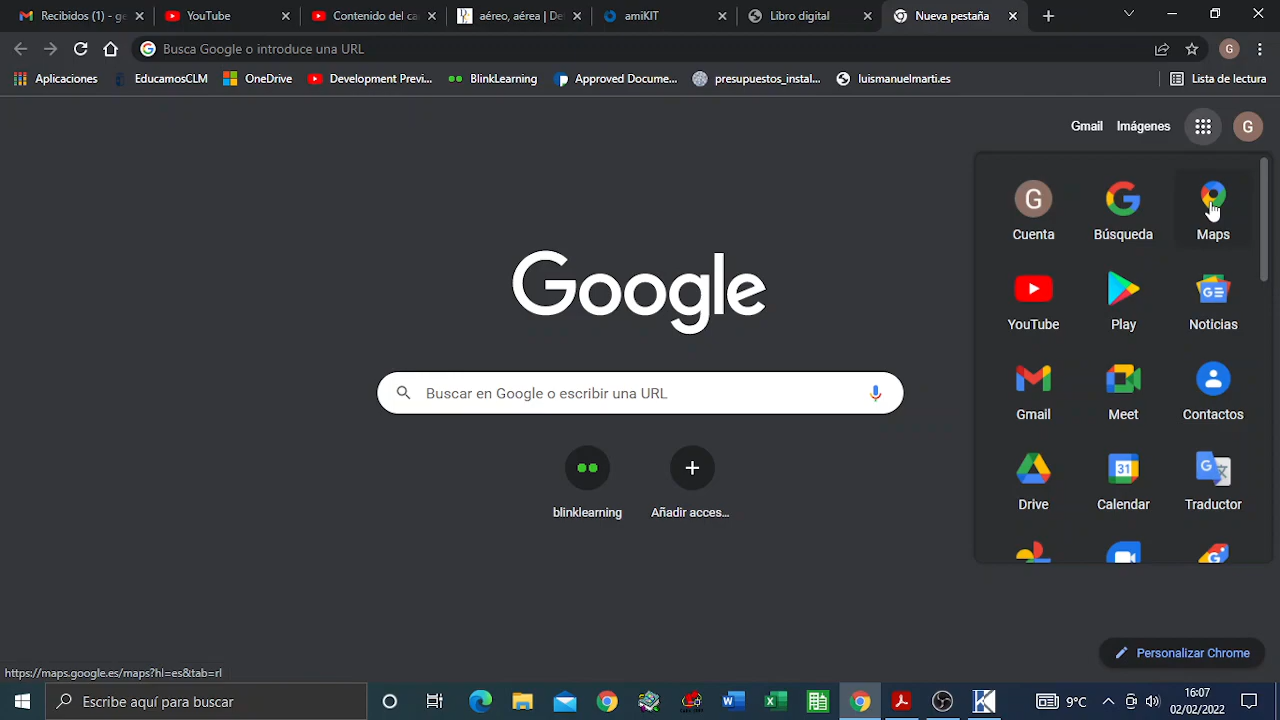 Recibidos (1) - g
YouTube
Contenido del ca
aéreo, aérea | De
amiKIT
Libro digital
Nueva pestaña
Busca Google o introduce una URL
G
Aplicaciones
EducamosCLM
OneDrive
Development Previ...
BlinkLearning
Approved Docume...
presupuestos_instal...
luismanuelmarti.es
Lista de lectura
Gmail
Imágenes
G
G
Cuenta
Búsqueda
Maps
YouTube
Play
Noticias
Gmail
Meet
Contactos
31
Drive
Calendar
Traductor
Google
Buscar en Google o escribir una URL
blinklearning
Añadir acces...
Personalizar Chrome
https://maps.google.es/maps?hl=es&tab=rl
Escribe aquí para buscar
9°C
16:07
02/02/2022